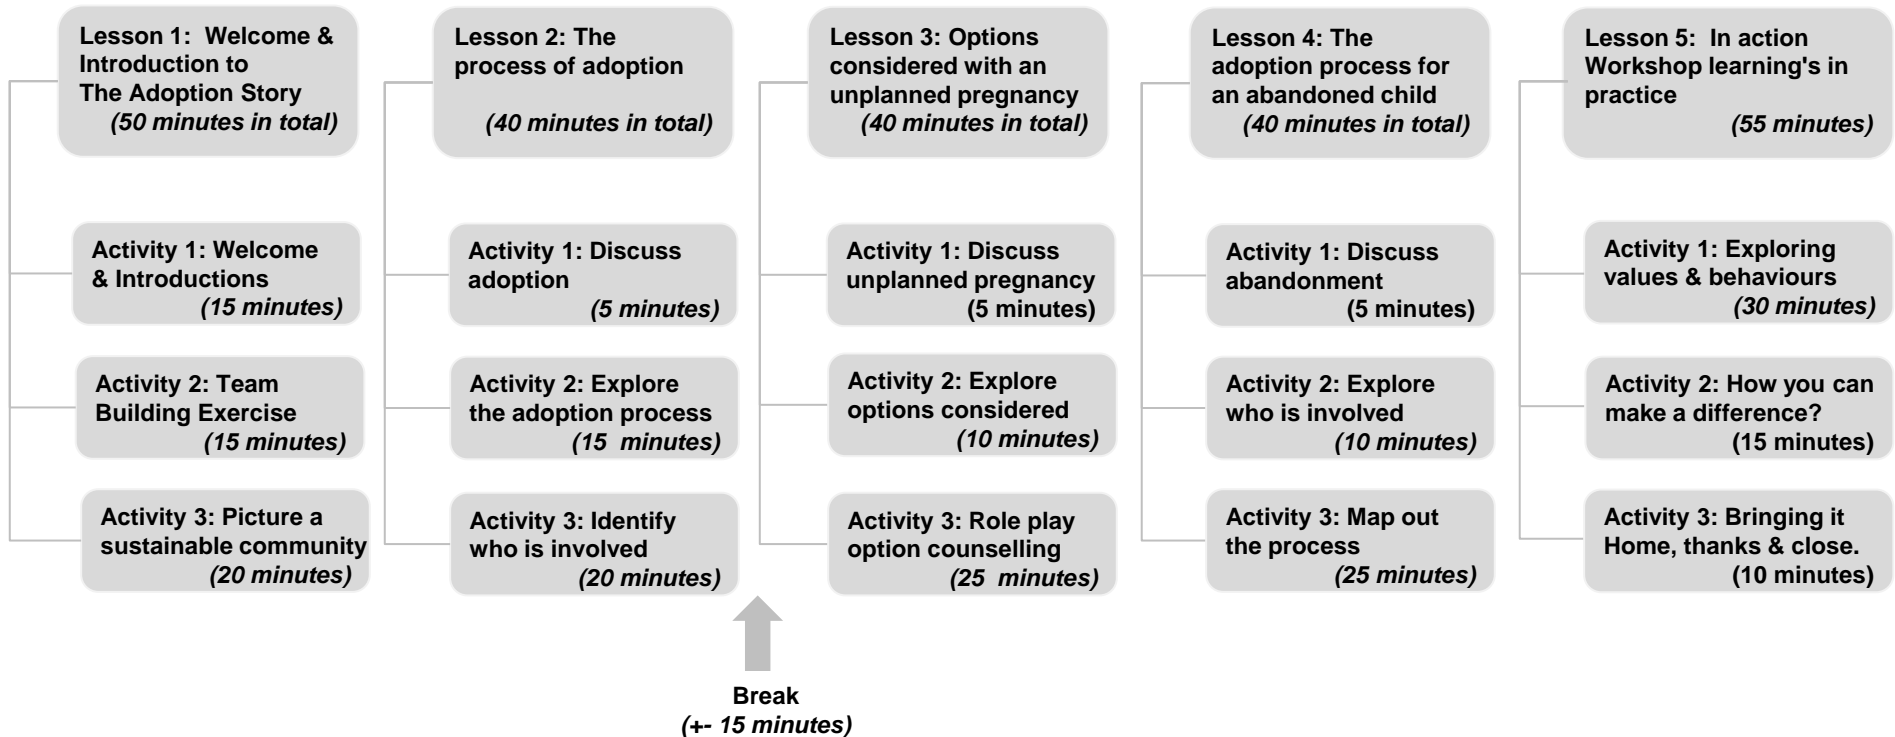 Lesson 1: Welcome &
Introduction to
The Adoption Story
(50 minutes in total)
Activity 1: Welcome
& Introductions
(15 minutes)
Activity 2: Team
Building Exercise
(15 minutes)
Activity 3: Picture a
sustainable community
(20 minutes)
Lesson 2: The
process of adoption
(40 minutes in total)
Activity 1: Discuss
adoption
(5 minutes)
Activity 2: Explore
the adoption process
(15 minutes)
Activity 3: Identify
who is involved
(20 minutes)
Break
(+- 15 minutes)
Lesson 3: Options
considered with an
unplanned pregnancy
(40 minutes in total)
Activity 1: Discuss
unplanned pregnancy
(5 minutes)
Activity 2: Explore
options considered
(10 minutes)
Activity 3: Role play
option counselling
(25 minutes)
Lesson 4: The
adoption process for
an abandoned child
(40 minutes in total)
Activity 1: Discuss
abandonment
(5 minutes)
Activity 2: Explore
who is involved
(10 minutes)
Activity 3: Map out
the process
(25 minutes)
Lesson 5: In action
Workshop learning's in
practice
(55 minutes)
Activity 1: Exploring
values & behaviours
(30 minutes)
Activity 2: How you can
make a difference?
(15 minutes)
Activity 3: Bringing it
Home, thanks & close.
(10 minutes)